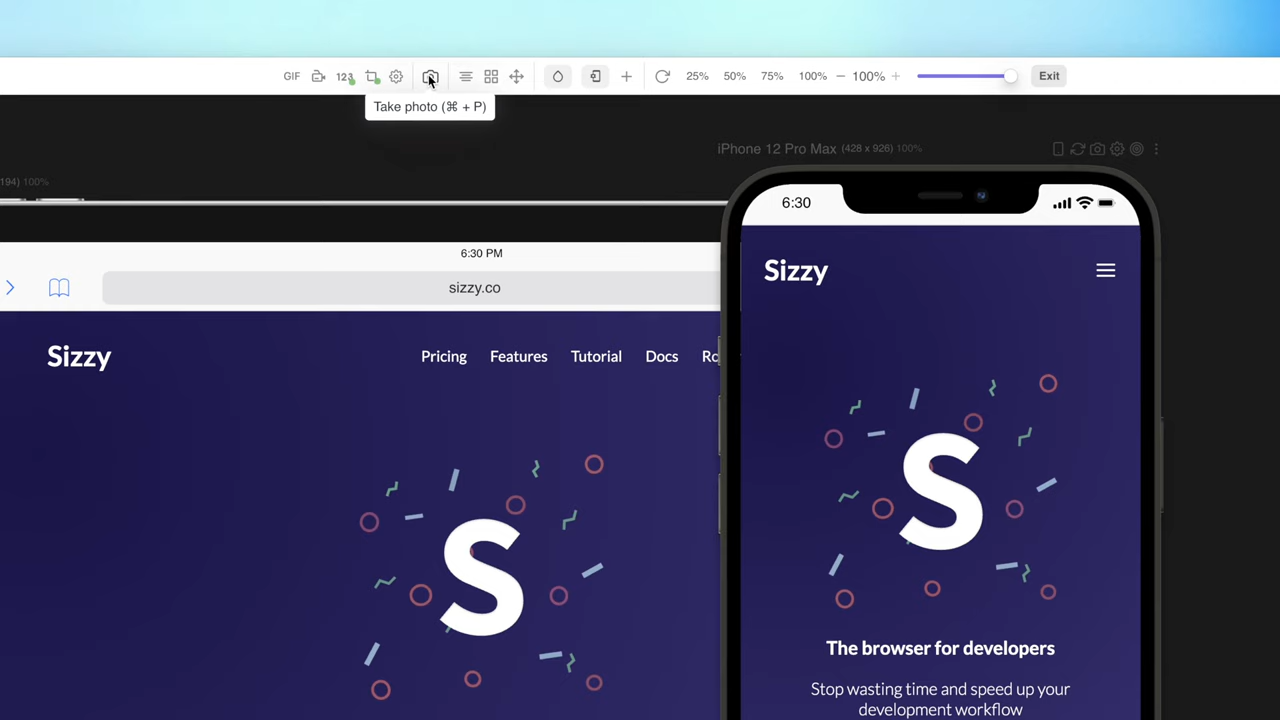 GIF 123 25% 50% 75% 100% − 100% + Exit
Take photo (⌘ + P)
iPhone 12 Pro Max (428 x 926) 100%
194) 100%
6:30
6:30 PM
sizzy.co
Sizzy
Pricing Features Tutorial Docs
S
Sizzy
S
The browser for developers
Stop wasting time and speed up your
development workflow